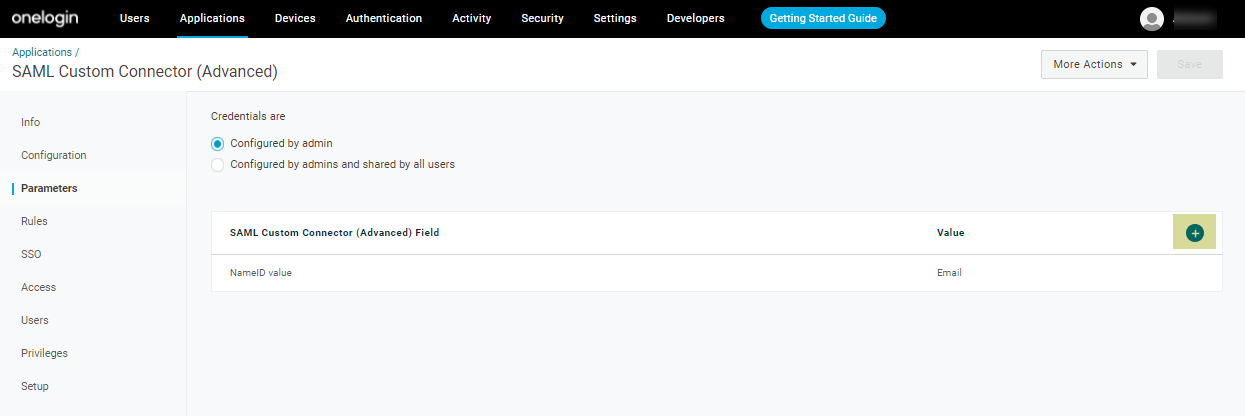 onelogin Users Applications Devices Authentication Activity Security Settings Developers Getting Started Guide
Applications /
SAML Custom Connector (Advanced)
More Actions Save
Info
Configuration
Parameters
Rules
SSO
Access
Users
Privileges
Setup
Credentials are
Configured by admin
Configured by admins and shared by all users
SAML Custom Connector (Advanced) Field Value
NameID value Email